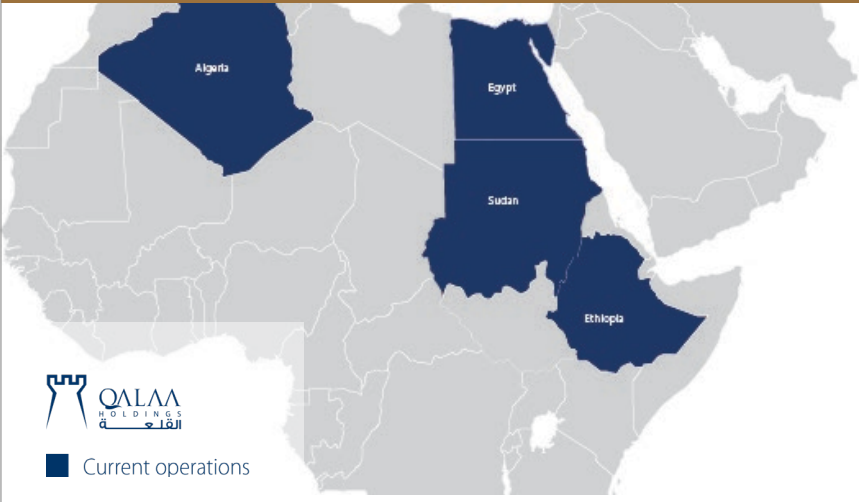 Algeria
Egypt
Sudan
Ethiopia
QALAA
HOLDINGS
القلعة
Current operations